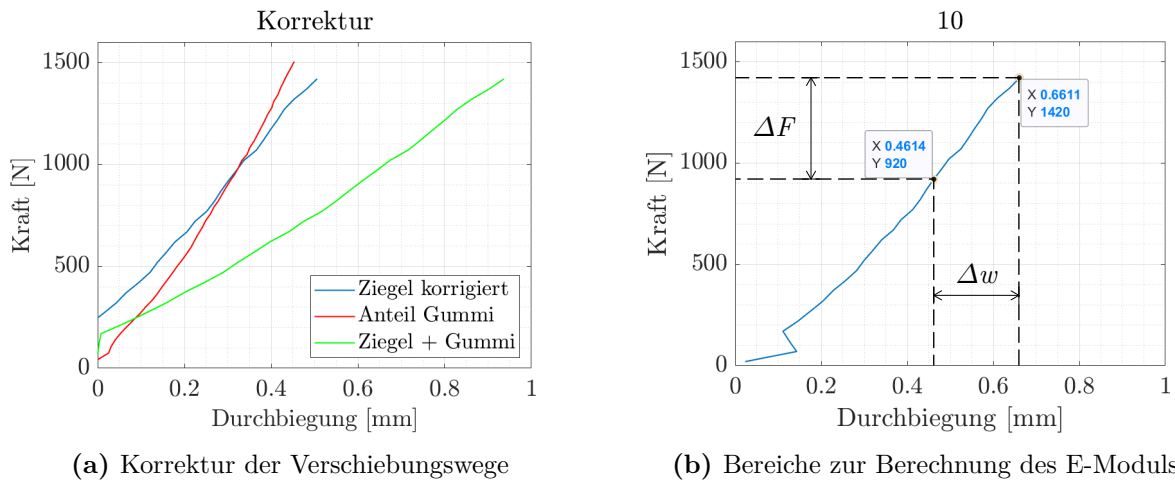 Korrektur
1500
1000
500
0
0
0.2
0.4
0.6
0.8
1
Kraft [N]
Durchbiegung [mm]
Ziegel korrigiert
Anteil Gummi
Ziegel + Gummi
(a) Korrektur der Verschiebungswege
10
1500
1000
500
0
0
0.2
0.4
0.6
0.8
1
Kraft [N]
Durchbiegung [mm]
ΔF
X 0.4614
Y 920
X 0.6611
Y 1420
Δw
(b) Bereiche zur Berechnung des E-Moduls